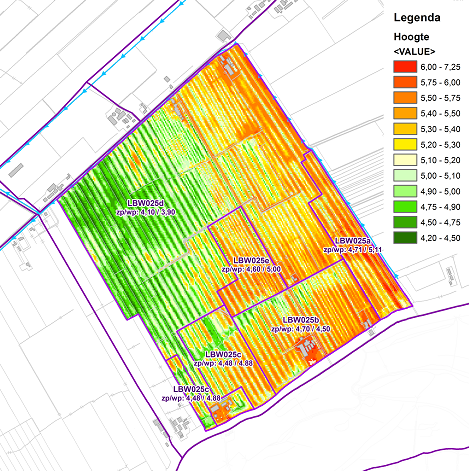 Legenda
Hoogte
<VALUE>
6,00 - 7,25
5,75 - 6,00
5,50 - 5,75
5,40 - 5,50
5,30 - 5,40
5,20 - 5,30
5,10 - 5,20
5,00 - 5,10
4,90 - 5,00
4,75 - 4,90
4,50 - 4,75
4,20 - 4,50
LBW025d
zp/wp: 4,10 / 3,90
LBW025a
zp/wp: 4,71 / 5,11
LBW025e
zp/wp: 4,60 / 5,00
LBW025b
zp/wp: 4,70 / 4,50
LBW025c
zp/wp: 4,48 / 4,88
LBW025c
zp/wp: 4,48 / 4,88